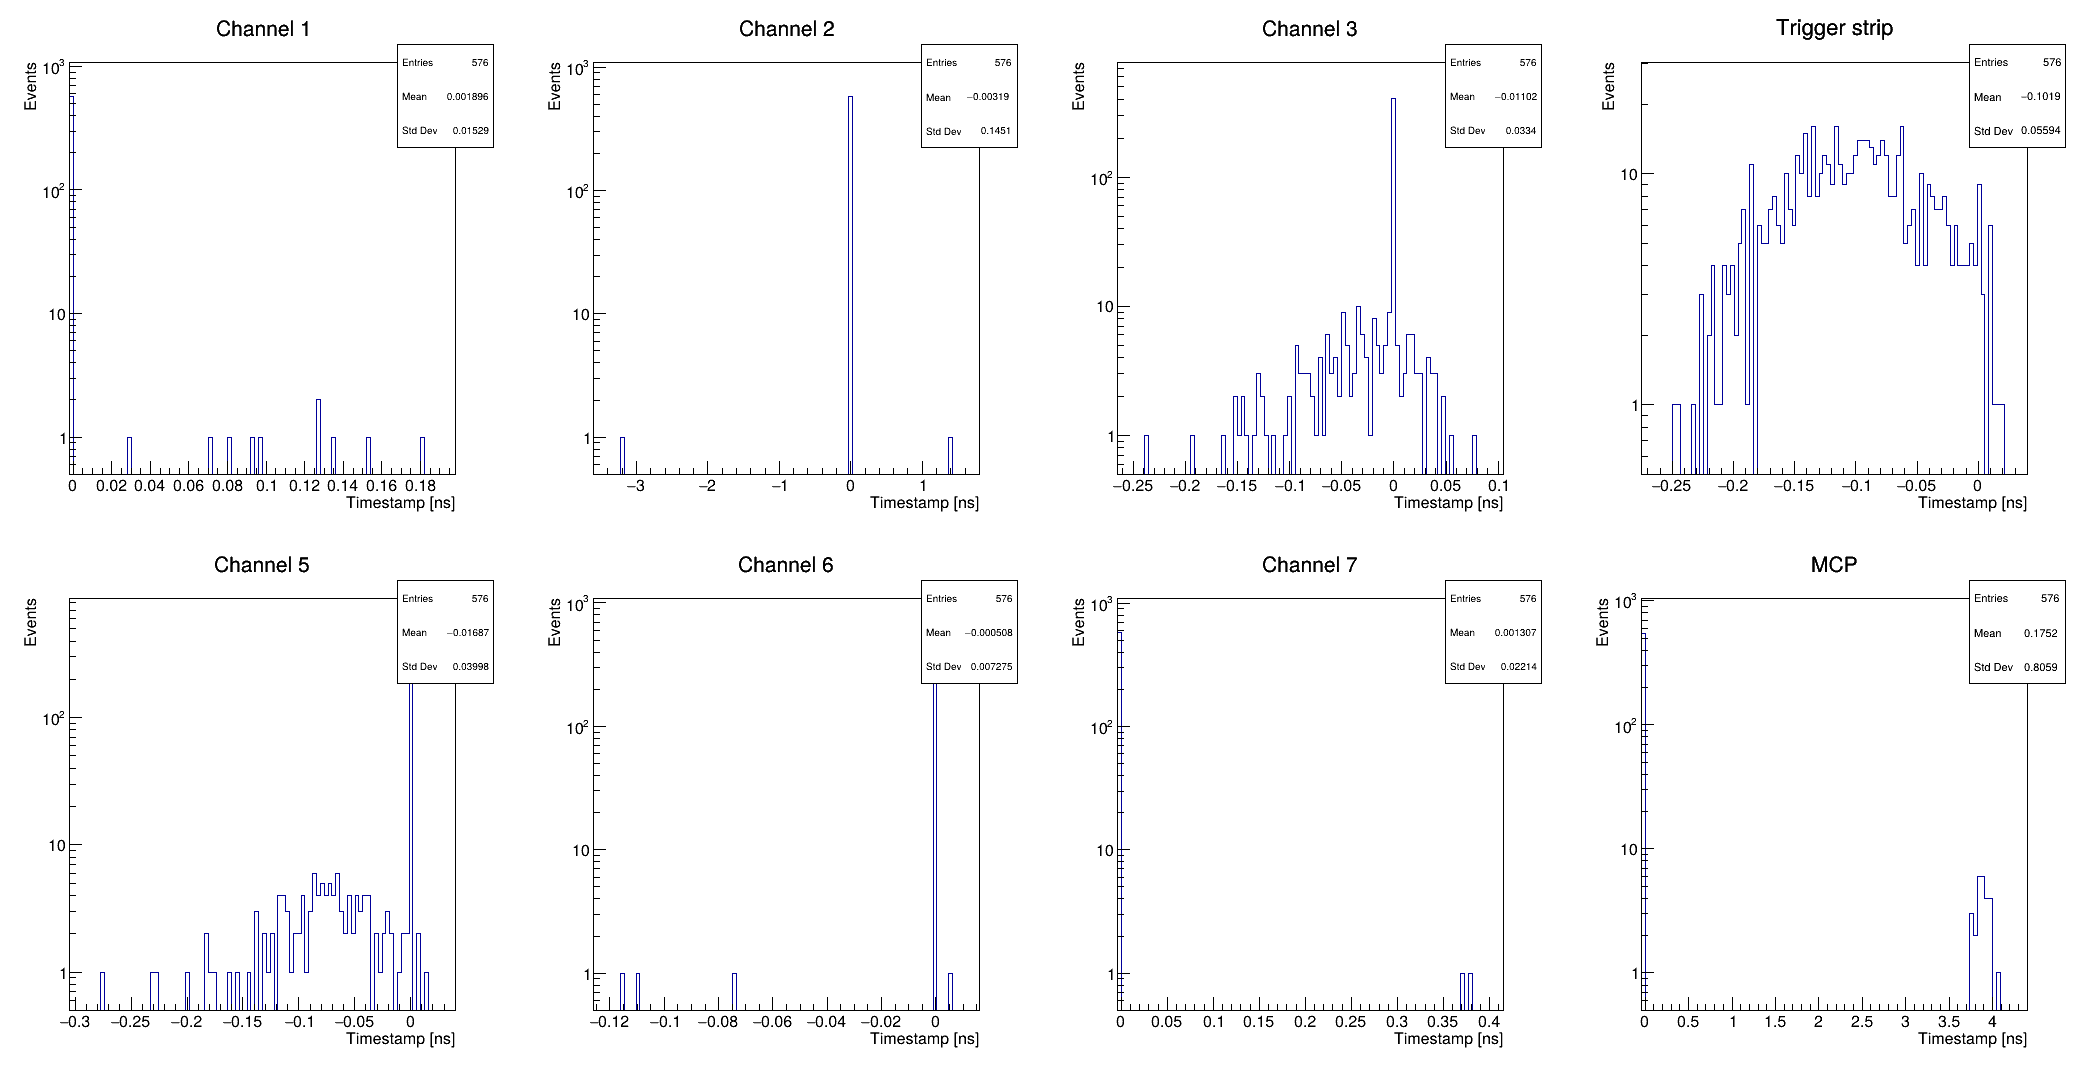 Channel 1
Events
Entries 576
Mean 0.001896
Std Dev 0.01529
10³
10²
10
1
0 0.02 0.04 0.06 0.08 0.1 0.12 0.14 0.16 0.18
Timestamp [ns]
Channel 2
Events
Entries 576
Mean −0.00319
Std Dev 0.1451
10³
10²
10
1
−3 −2 −1 0 1
Timestamp [ns]
Channel 3
Events
Entries 576
Mean −0.01102
Std Dev 0.0334
10²
10
1
−0.25 −0.2 −0.15 −0.1 −0.05 0 0.05 0.1
Timestamp [ns]
Trigger strip
Events
Entries 576
Mean −0.1019
Std Dev 0.05594
10
1
−0.25 −0.2 −0.15 −0.1 −0.05 0
Timestamp [ns]
Channel 5
Events
Entries 576
Mean −0.01687
Std Dev 0.03998
10²
10
1
−0.3 −0.25 −0.2 −0.15 −0.1 −0.05 0
Timestamp [ns]
Channel 6
Events
Entries 576
Mean −0.000508
Std Dev 0.007275
10³
10²
10
1
−0.12 −0.1 −0.08 −0.06 −0.04 −0.02 0
Timestamp [ns]
Channel 7
Events
Entries 576
Mean 0.001307
Std Dev 0.02214
10³
10²
10
1
0 0.05 0.1 0.15 0.2 0.25 0.3 0.35 0.4
Timestamp [ns]
MCP
Events
Entries 576
Mean 0.1752
Std Dev 0.8059
10³
10²
10
1
0 0.5 1 1.5 2 2.5 3 3.5 4
Timestamp [ns]